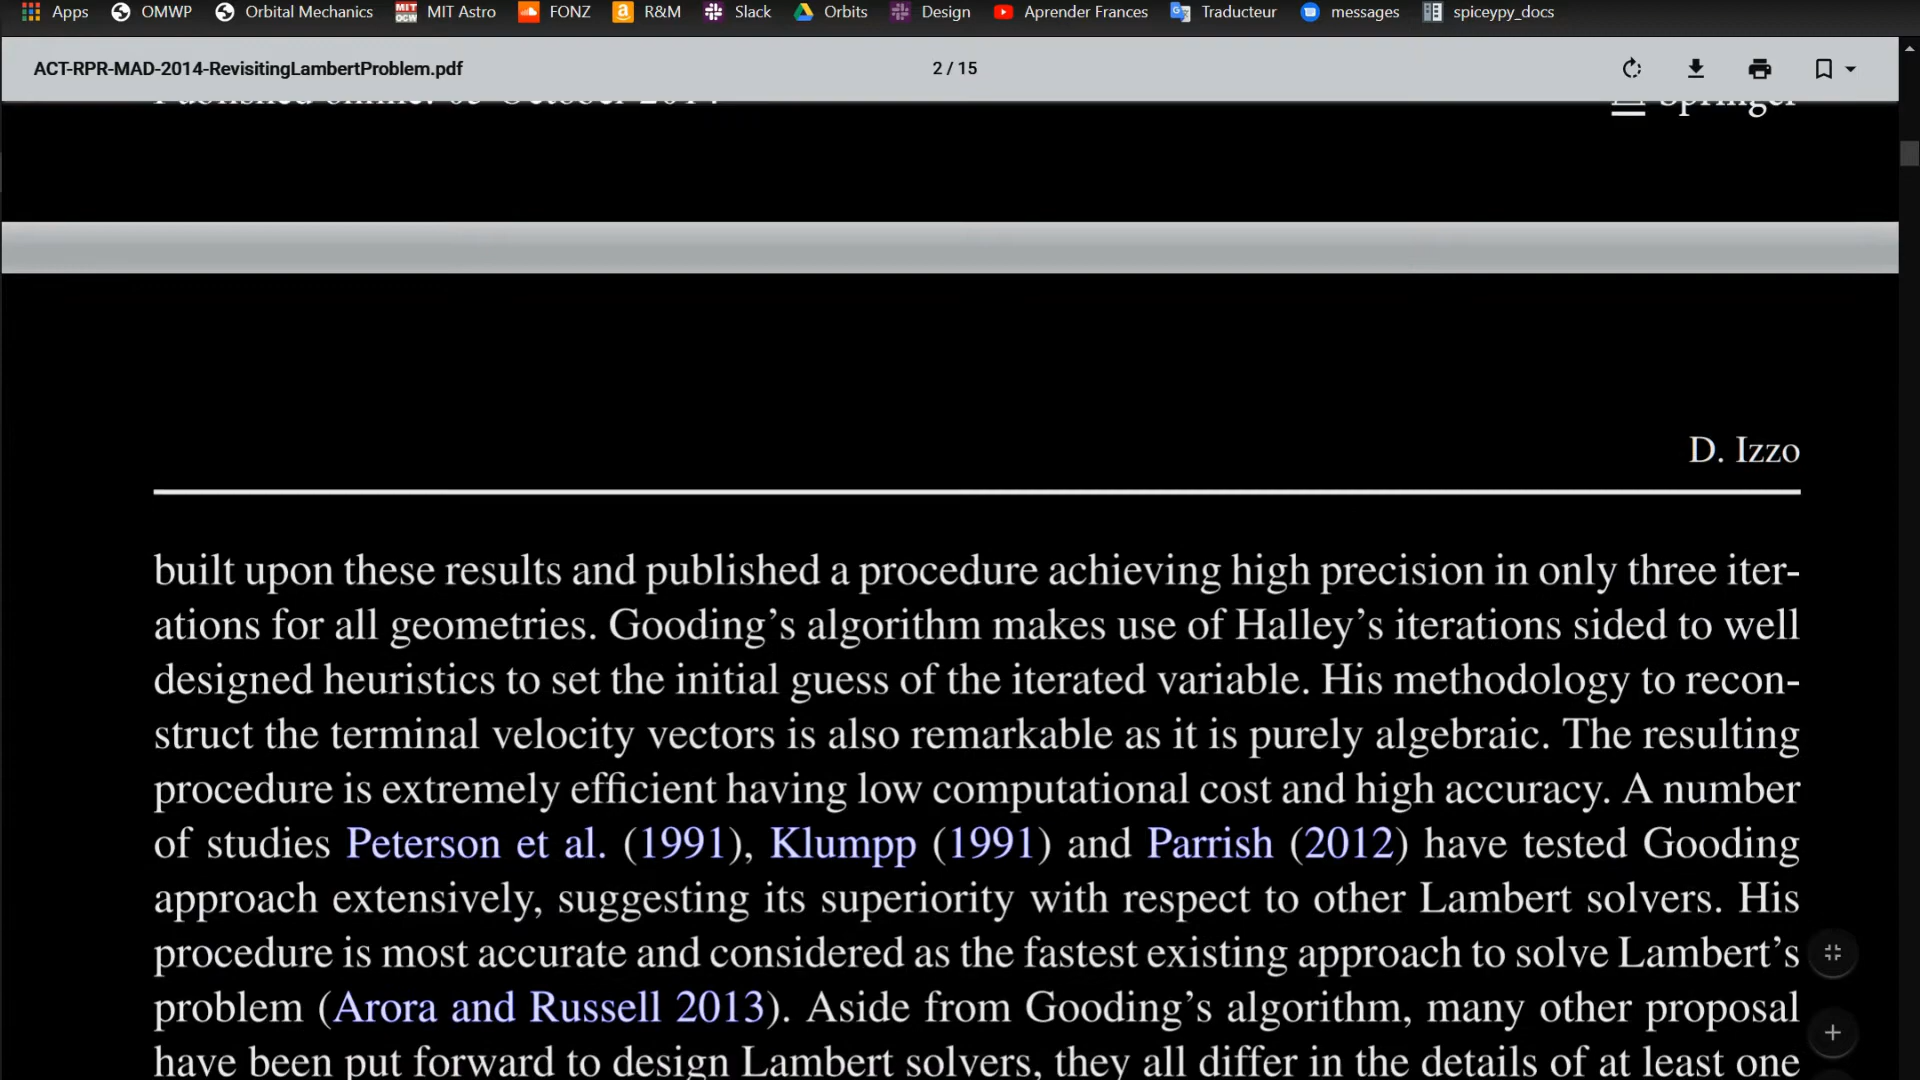 Apps OMWP Orbital Mechanics MIT OCW MIT Astro FONZ R&M Slack Orbits Design Aprender Frances Traducteur messages spiceypy_docs
ACT-RPR-MAD-2014-RevisitingLambertProblem.pdf 2 / 15
Published online: 05 October 2014 Springer
D. Izzo
built upon these results and published a procedure achieving high precision in only three iter-
ations for all geometries. Gooding’s algorithm makes use of Halley’s iterations sided to well
designed heuristics to set the initial guess of the iterated variable. His methodology to recon-
struct the terminal velocity vectors is also remarkable as it is purely algebraic. The resulting
procedure is extremely efficient having low computational cost and high accuracy. A number
of studies Peterson et al. (1991), Klumpp (1991) and Parrish (2012) have tested Gooding
approach extensively, suggesting its superiority with respect to other Lambert solvers. His
procedure is most accurate and considered as the fastest existing approach to solve Lambert’s
problem (Arora and Russell 2013). Aside from Gooding’s algorithm, many other proposal
have been put forward to design Lambert solvers, they all differ in the details of at least one